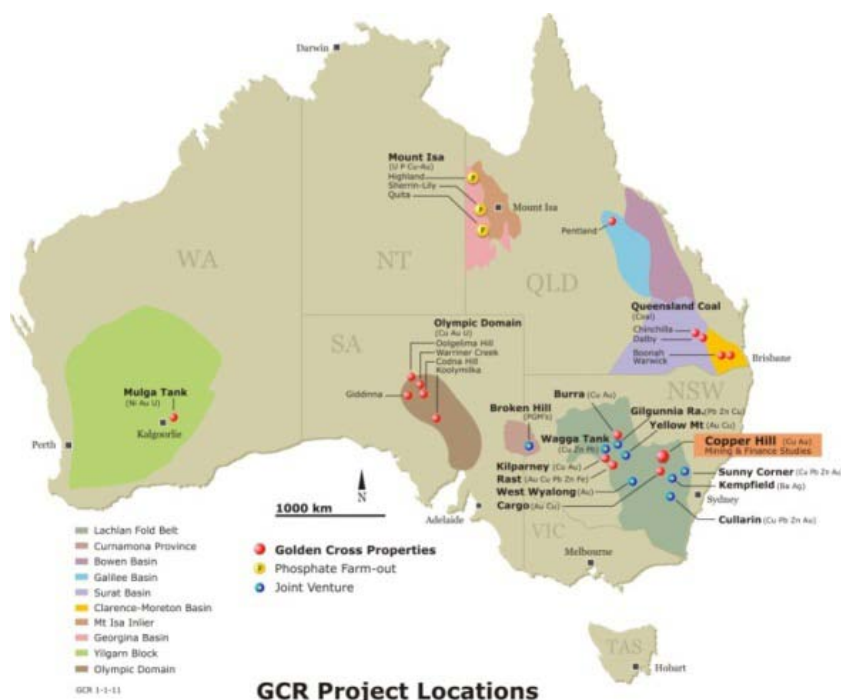 Darwin
Mount Isa
(U P Cu-Au)
Highland
Sherrin-Lily
Quita
Mount Isa
Pentland
WA
NT
QLD
Queensland Coal
(Coal)
Chinchilla
Dalby
Boonah
Warwick
Brisbane
SA
Olympic Domain
(Cu Au U)
Oolgelima Hill
Warriner Creek
Codna Hill
Koolymilka
Giddinna
NSW
Mulga Tank
(Ni Au U)
Kalgoorlie
Perth
Broken Hill
(PGM's)
Burra (Cu Au)
Gilgunnia Ra. (Pb Zn Cu)
Yellow Mt (Au Cu)
Wagga Tank
(Cu Zn Pb)
Copper Hill (Cu Au)
Mining & Finance Studies
Kilparney (Cu Au)
Rast (Au Cu Pb Zn Fe)
West Wyalong (Au)
Cargo (Au Cu)
Sunny Corner (Cu Pb Zn Au
Kempfield (Ba Ag)
Sydney
Cullarin (Cu Pb Zn Au)
N
1000 km
Adelaide
VIC
Melbourne
Lachlan Fold Belt
Curnamona Province
Bowen Basin
Galilee Basin
Surat Basin
Clarence-Moreton Basin
Mt Isa Inlier
Georgina Basin
Yilgarn Block
Olympic Domain
Golden Cross Properties
P Phosphate Farm-out
Joint Venture
TAS
Hobart
GCR 1-1-11
GCR Project Locations